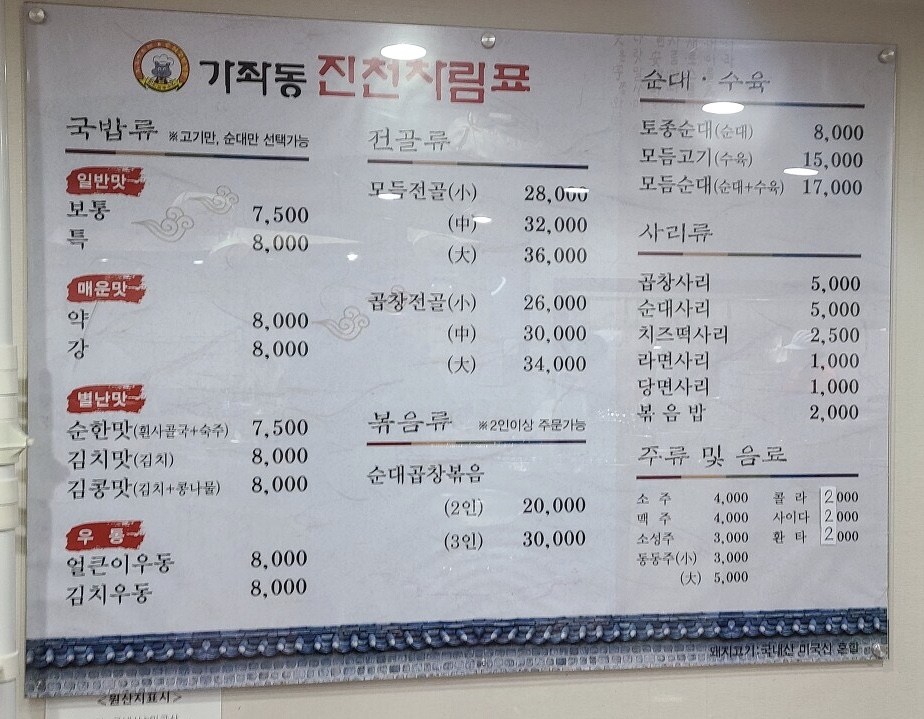 가좌동 진천차림표
국밥류 ※고기만, 순대만 선택가능
일반맛
보통 7,500
특 8,000
매운맛
약 8,000
강 8,000
별난맛
순한맛(흰사골국+숙주) 7,500
김치맛(김치) 8,000
김콩맛(김치+콩나물) 8,000
우 동
얼큰이우동 8,000
김치우동 8,000
전골류
모듬전골(小) 28,000
(中) 32,000
(大) 36,000
곱창전골(小) 26,000
(中) 30,000
(大) 34,000
볶음류 ※2인이상 주문가능
순대곱창볶음
(2인) 20,000
(3인) 30,000
순대·수육
토종순대(순대) 8,000
모듬고기(수육) 15,000
모듬순대(순대+수육) 17,000
사리류
곱창사리 5,000
순대사리 5,000
치즈떡사리 2,500
라면사리 1,000
당면사리 1,000
볶 음 밥 2,000
주류 및 음료
소 주 4,000 콜 라 2000
맥 주 4,000 사이다 2000
소성주 3,000 환 타 2000
동동주(小) 3,000
(大) 5,000
돼지고기:국내산 미국산 혼합
<원산지표시>